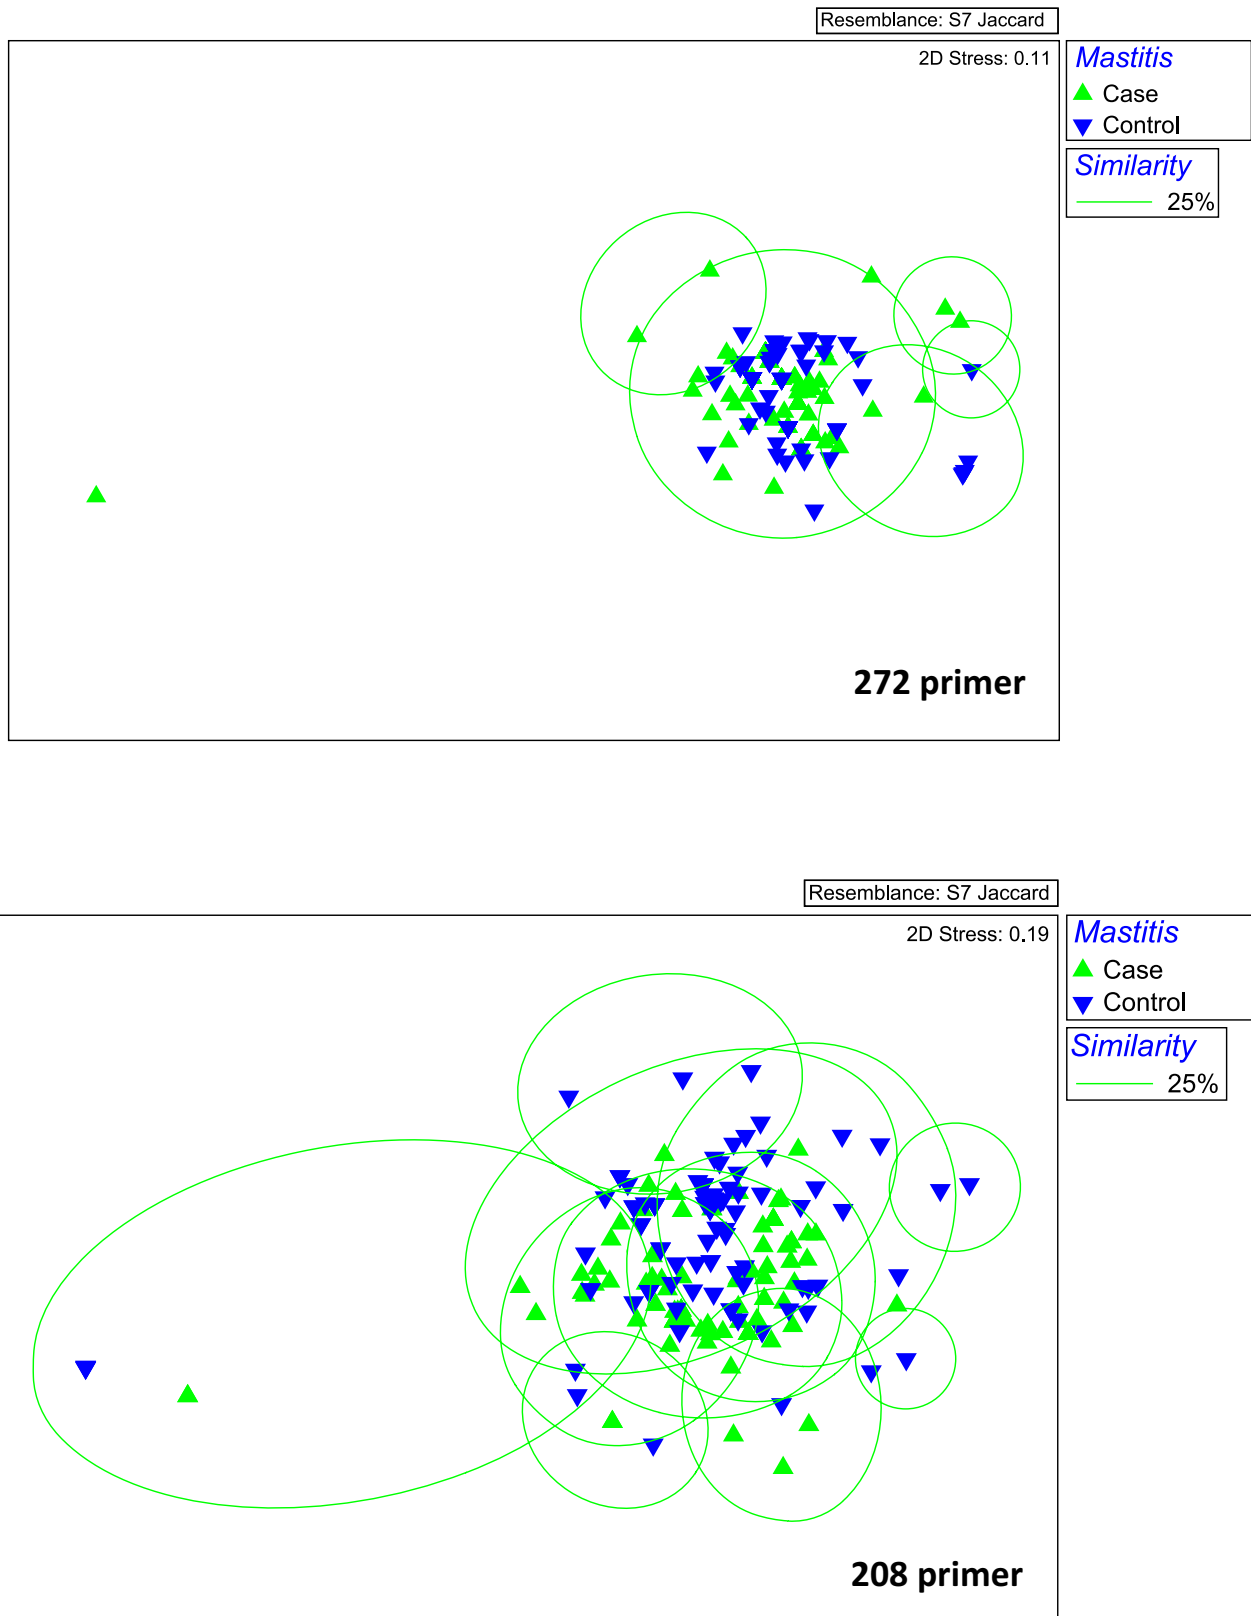 Resemblance: S7 Jaccard
2D Stress: 0.11
Mastitis
Case
Control
Similarity
25%
272 primer
Resemblance: S7 Jaccard
2D Stress: 0.19
Mastitis
Case
Control
Similarity
25%
208 primer